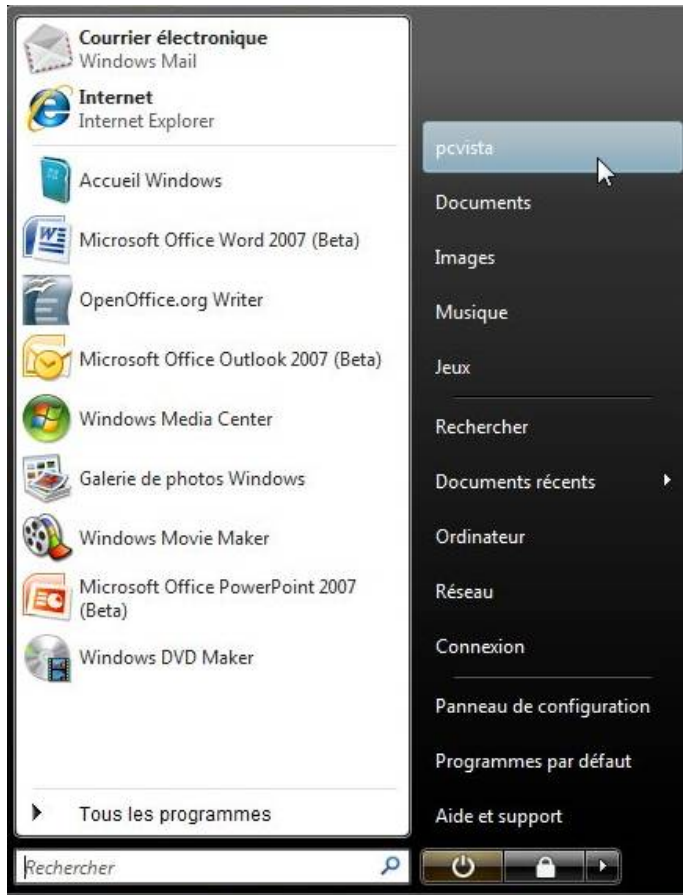 Courrier électronique
Windows Mail
Internet
Internet Explorer
Accueil Windows
Microsoft Office Word 2007 (Beta)
OpenOffice.org Writer
Microsoft Office Outlook 2007 (Beta)
Windows Media Center
Galerie de photos Windows
Windows Movie Maker
Microsoft Office PowerPoint 2007
(Beta)
Windows DVD Maker
Tous les programmes
Rechercher
pcvista
Documents
Images
Musique
Jeux
Rechercher
Documents récents
Ordinateur
Réseau
Connexion
Panneau de configuration
Programmes par défaut
Aide et support